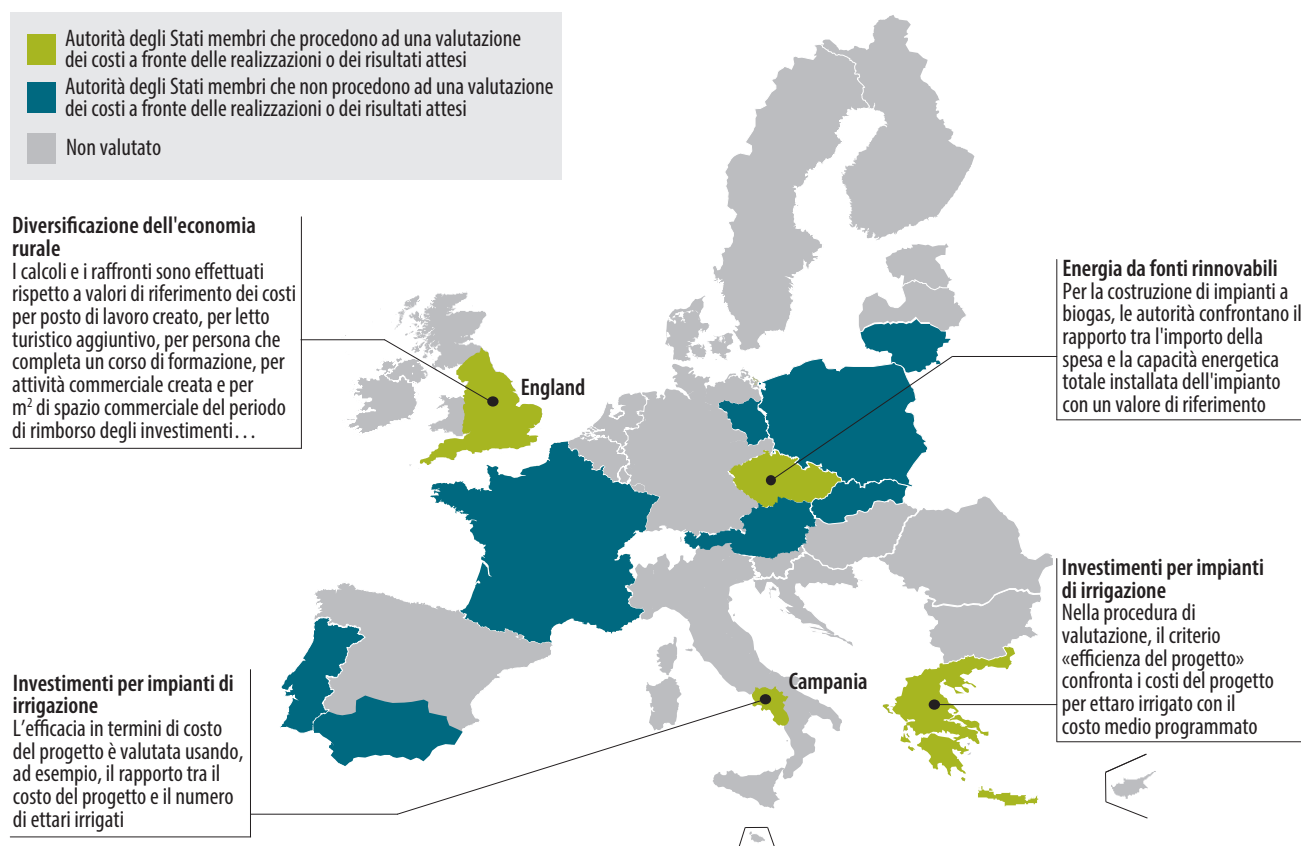 Autorità degli Stati membri che procedono ad una valutazione
dei costi a fronte delle realizzazioni o dei risultati attesi
Autorità degli Stati membri che non procedono ad una valutazione
dei costi a fronte delle realizzazioni o dei risultati attesi
Non valutato
Diversificazione dell'economia
rurale
I calcoli e i raffronti sono effettuati
rispetto a valori di riferimento dei costi
per posto di lavoro creato, per letto
turistico aggiuntivo, per persona che
completa un corso di formazione, per
attività commerciale creata e per
m² di spazio commerciale del periodo
di rimborso degli investimenti…
England
Energia da fonti rinnovabili
Per la costruzione di impianti a
biogas, le autorità confrontano il
rapporto tra l'importo della
spesa e la capacità energetica
totale installata dell'impianto
con un valore di riferimento
Investimenti per impianti
di irrigazione
Nella procedura di
valutazione, il criterio
«efficienza del progetto»
confronta i costi del progetto
per ettaro irrigato con il
costo medio programmato
Campania
Investimenti per impianti di
irrigazione
L'efficacia in termini di costo
del progetto è valutata usando,
ad esempio, il rapporto tra il
costo del progetto e il numero
di ettari irrigati